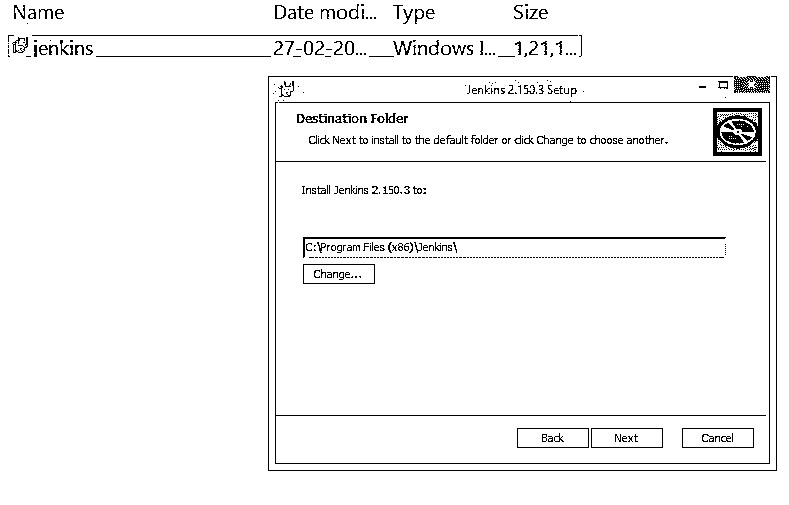 Name Date modi... Type Size
jenkins 27-02-20... Windows I... 1,21,1...
Jenkins 2.150.3 Setup
Destination Folder
Click Next to install to the default folder or click Change to choose another.
Install Jenkins 2.150.3 to:
C:\Program Files (x86)\Jenkins\
Change...
Back Next Cancel